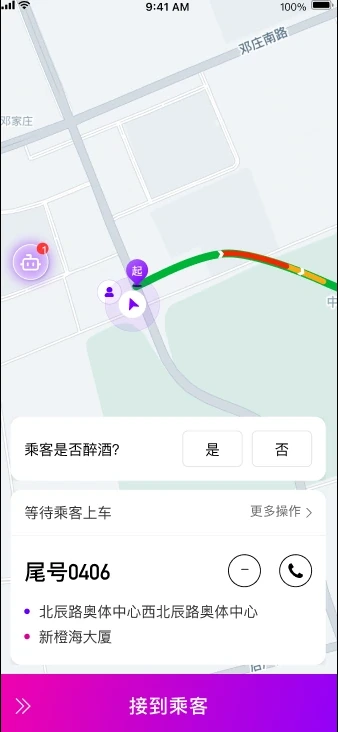 9:41 AM
100%
邓庄南路
邓家庄
1
起
中
乘客是否醉酒?
是
否
等待乘客上车
更多操作
尾号0406
北辰路奥体中心西北辰路奥体中心
新橙海大厦
接到乘客